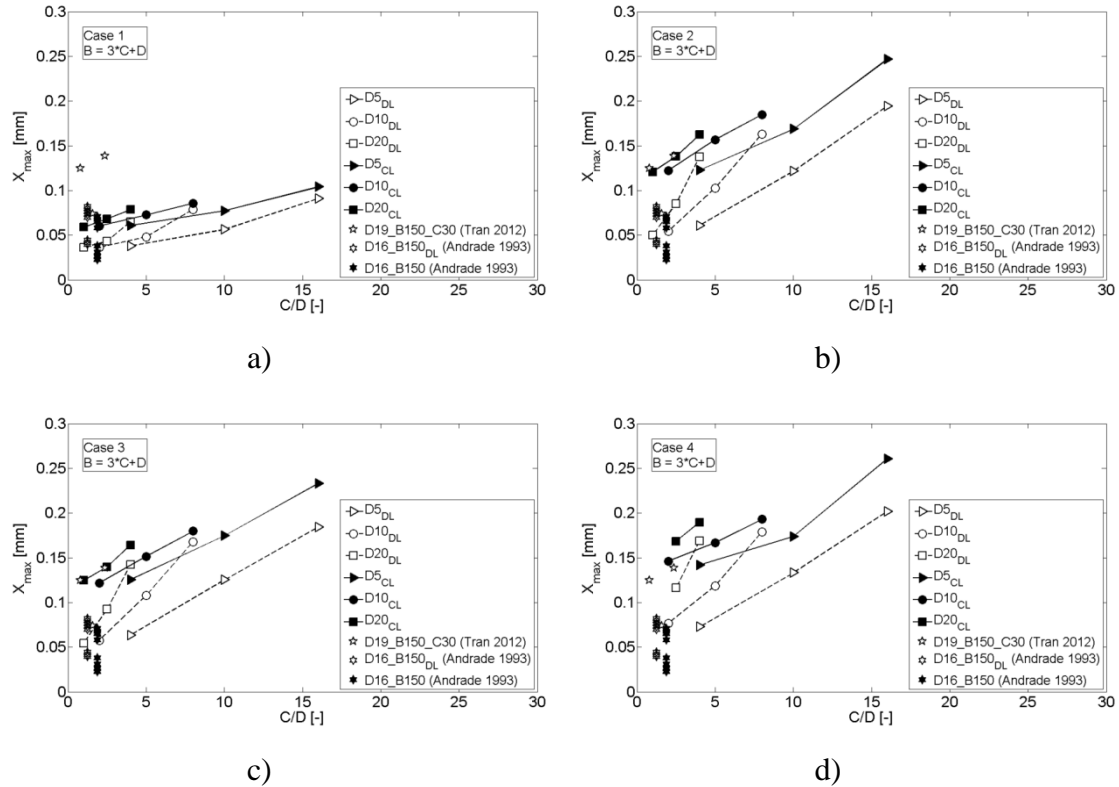 0.3
0.25
0.2
0.15
0.1
0.05
0
X_max [mm]
Case 1
B = 3*C+D
D5_DL
D10_DL
D20_DL
D5_CL
D10_CL
D20_CL
D19_B150_C30 (Tran 2012)
D16_B150_DL (Andrade 1993)
D16_B150 (Andrade 1993)
0 5 10 15 20 25 30
C/D [-]
a)
0.3
0.25
0.2
0.15
0.1
0.05
0
X_max [mm]
Case 2
B = 3*C+D
D5_DL
D10_DL
D20_DL
D5_CL
D10_CL
D20_CL
D19_B150_C30 (Tran 2012)
D16_B150_DL (Andrade 1993)
D16_B150 (Andrade 1993)
0 5 10 15 20 25 30
C/D [-]
b)
0.3
0.25
0.2
0.15
0.1
0.05
0
X_max [mm]
Case 3
B = 3*C+D
D5_DL
D10_DL
D20_DL
D5_CL
D10_CL
D20_CL
D19_B150_C30 (Tran 2012)
D16_B150_DL (Andrade 1993)
D16_B150 (Andrade 1993)
0 5 10 15 20 25 30
C/D [-]
c)
0.3
0.25
0.2
0.15
0.1
0.05
0
X_max [mm]
Case 4
B = 3*C+D
D5_DL
D10_DL
D20_DL
D5_CL
D10_CL
D20_CL
D19_B150_C30 (Tran 2012)
D16_B150_DL (Andrade 1993)
D16_B150 (Andrade 1993)
0 5 10 15 20 25 30
C/D [-]
d)